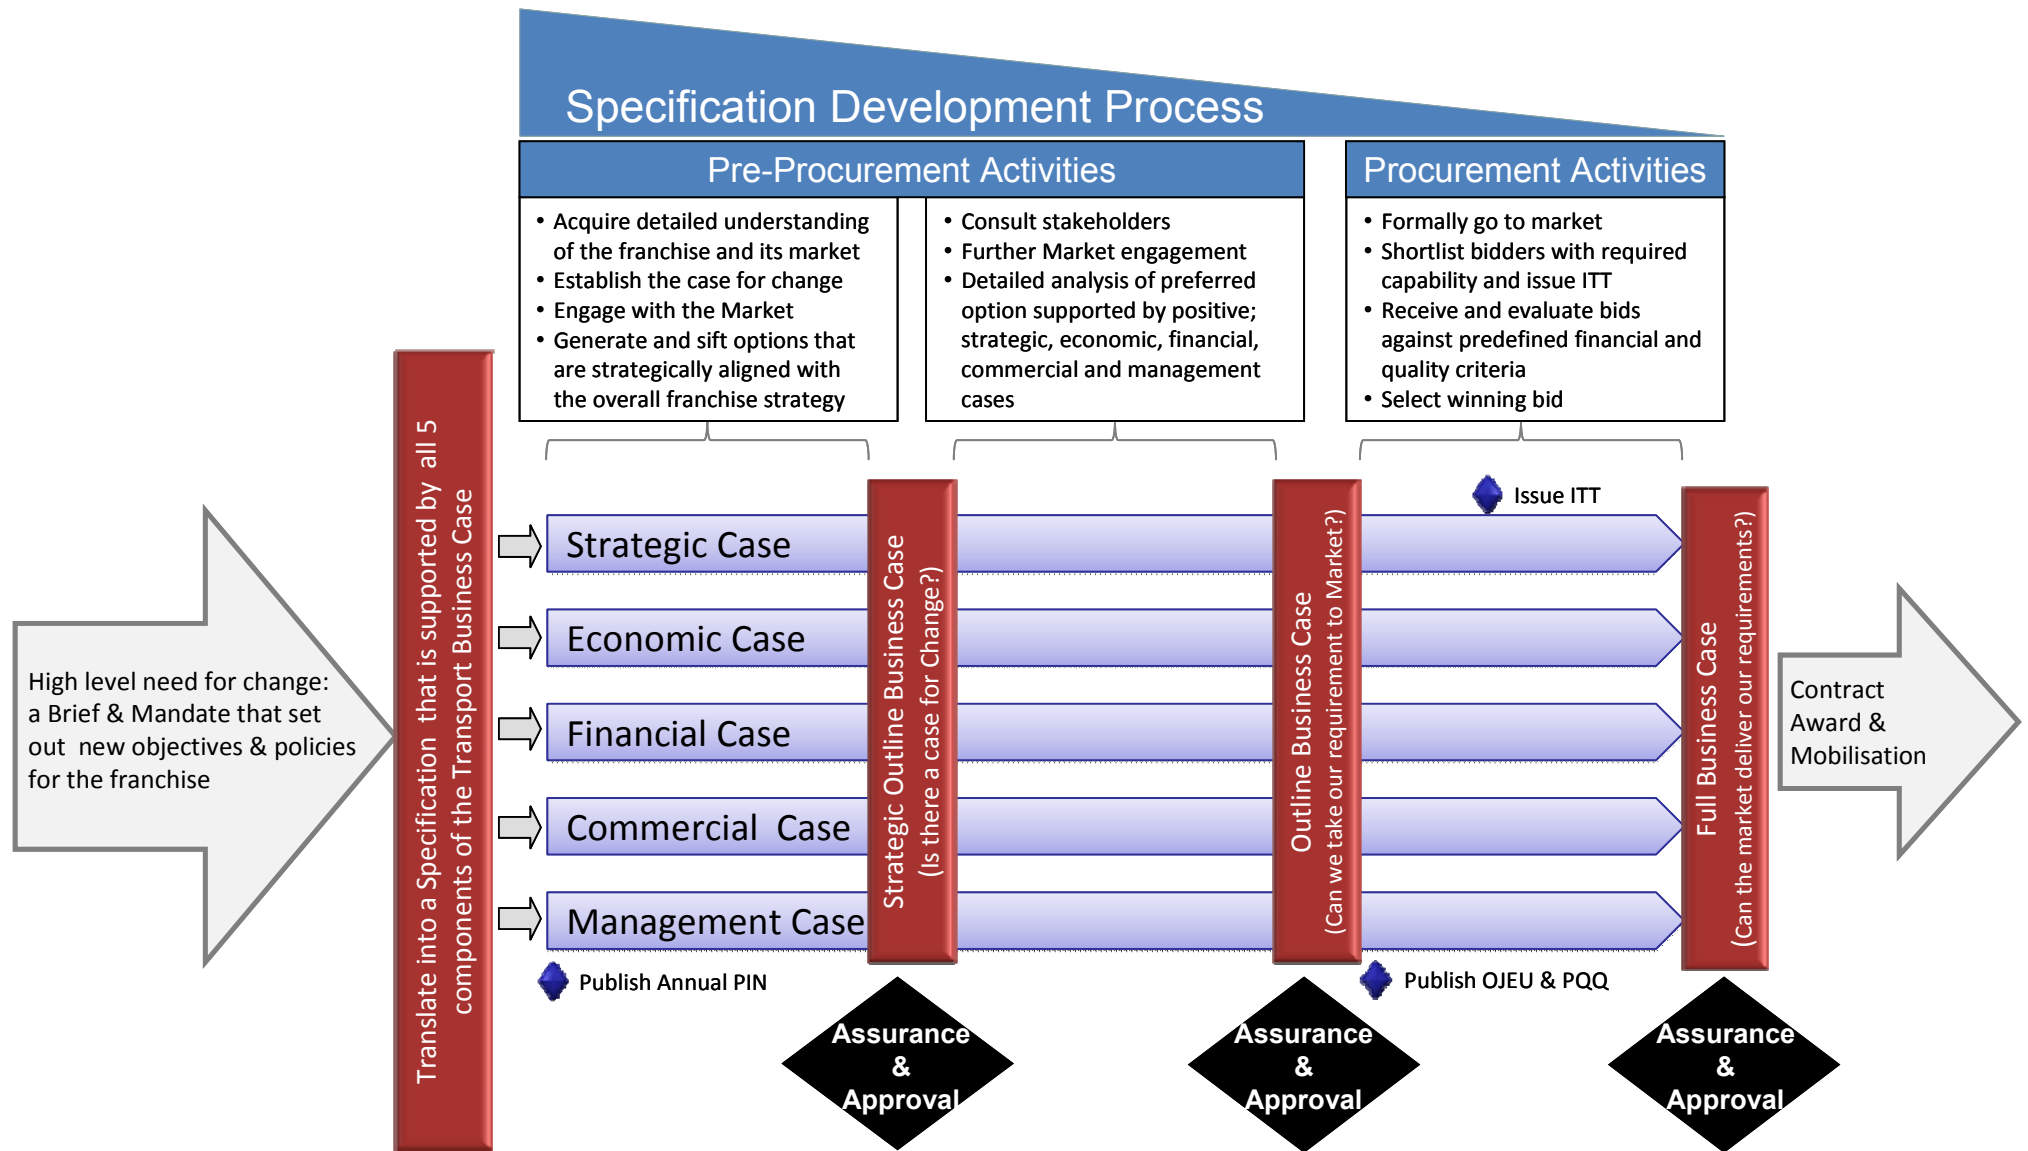 Specification Development Process
Pre-Procurement Activities
• Acquire detailed understanding
of the franchise and its market
• Establish the case for change
• Engage with the Market
• Generate and sift options that
are strategically aligned with
the overall franchise strategy
• Consult stakeholders
• Further Market engagement
• Detailed analysis of preferred
option supported by positive;
strategic, economic, financial,
commercial and management
cases
Procurement Activities
• Formally go to market
• Shortlist bidders with required
capability and issue ITT
• Receive and evaluate bids
against predefined financial and
quality criteria
• Select winning bid
High level need for change:
a Brief & Mandate that set
out new objectives & policies
for the franchise
Translate into a Specification that is supported by all 5
components of the Transport Business Case
Strategic Case
Economic Case
Financial Case
Commercial Case
Management Case
Publish Annual PIN
Strategic Outline Business Case
(Is there a case for Change?)
Outline Business Case
(Can we take our requirement to Market?)
Issue ITT
Publish OJEU & PQQ
Full Business Case
(Can the market deliver our requirements?)
Contract
Award &
Mobilisation
Assurance
&
Approval
Assurance
&
Approval
Assurance
&
Approval